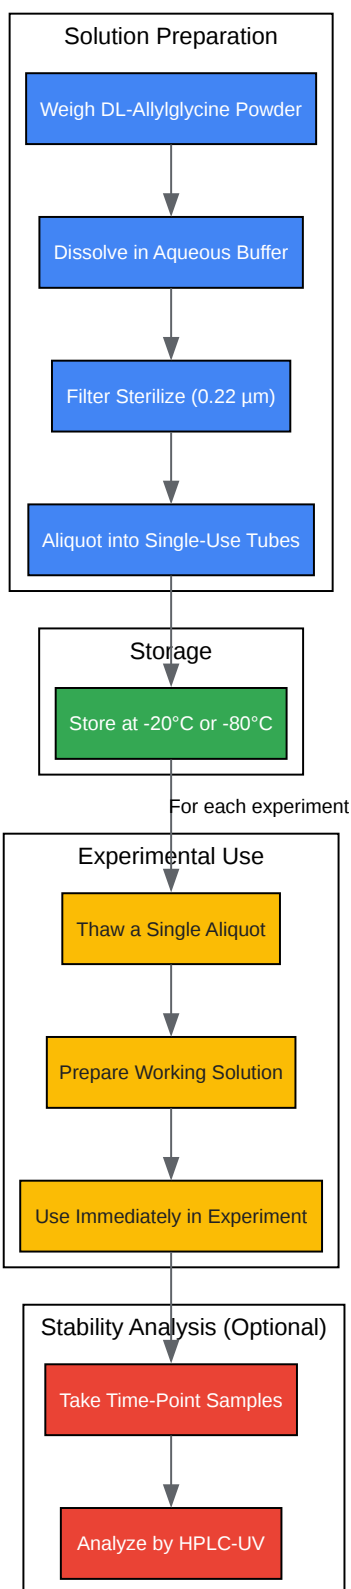 Solution Preparation
Weigh DL-Allylglycine Powder
Dissolve in Aqueous Buffer
Filter Sterilize (0.22 µm)
Aliquot into Single-Use Tubes
Storage
Store at -20°C or -80°C
For each experiment
Experimental Use
Thaw a Single Aliquot
Prepare Working Solution
Use Immediately in Experiment
Stability Analysis (Optional)
Take Time-Point Samples
Analyze by HPLC-UV